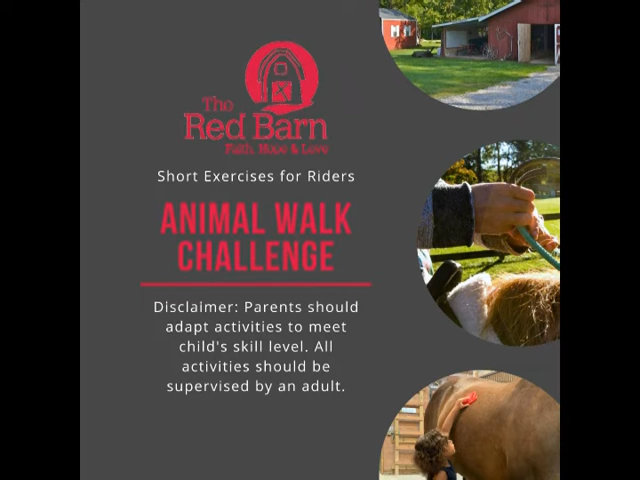 The
Red Barn
Faith, Hope & Love
Short Exercises for Riders
ANIMAL WALK
CHALLENGE
Disclaimer: Parents should
adapt activities to meet
child's skill level. All
activities should be
supervised by an adult.